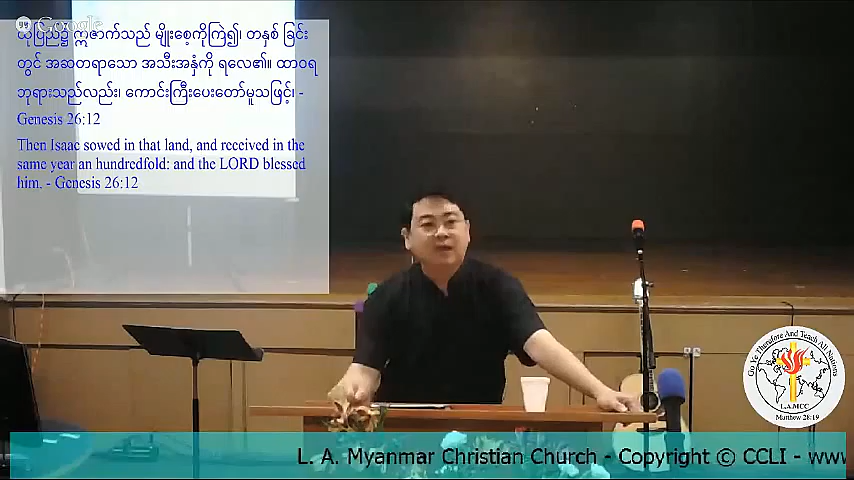 Google
ထိုပြည်၌ ဣဇာက်သည် မျိုးစေ့ကိုကြဲ၍၊ တနှစ် ခြင်း
တွင် အဆတရာသော အသီးအနှံကို ရလေ၏။ ထာဝရ
ဘုရားသည်လည်း၊ ကောင်းကြီးပေးတော်မူသဖြင့်၊ -
Genesis 26:12
Then Isaac sowed in that land, and received in the
same year an hundredfold: and the LORD blessed
him. - Genesis 26:12
Go Ye Therefore And Teach All Nations
L.A.M.C.C
Matthew 28:19
L. A. Myanmar Christian Church - Copyright © CCLI - www